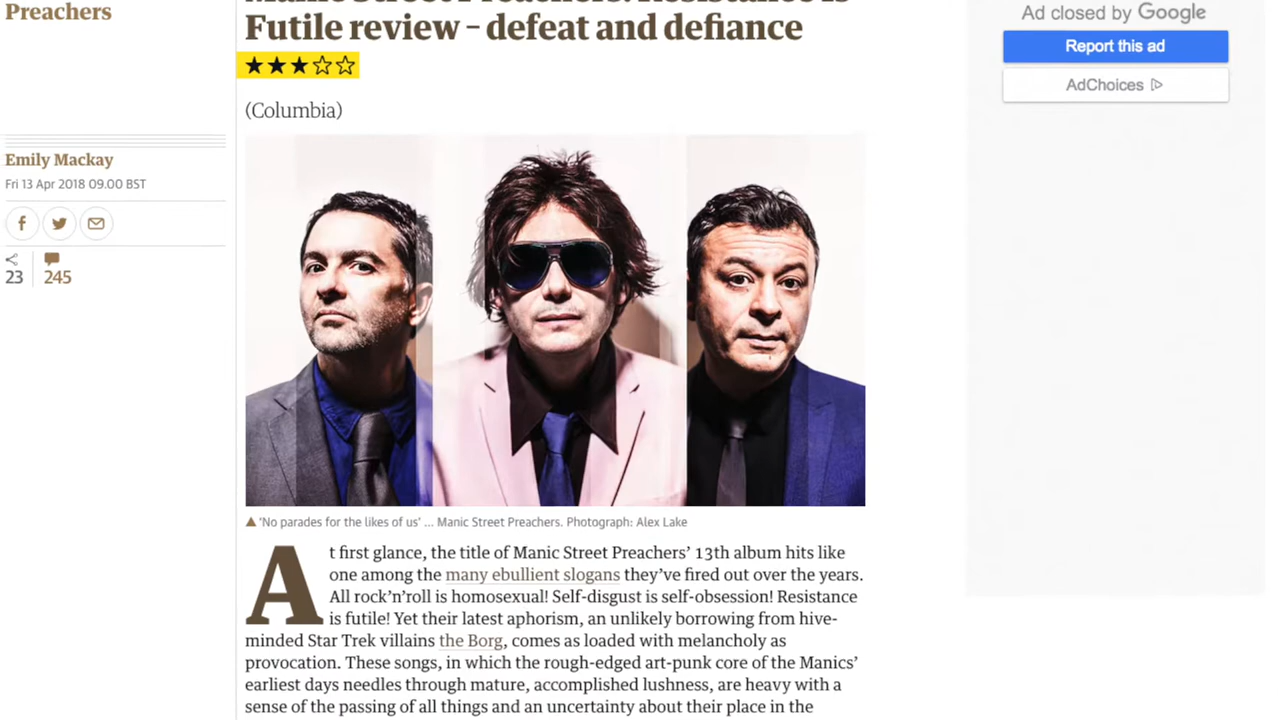 Preachers
Manic Street Preachers: Resistance is
Futile review – defeat and defiance
★★★☆☆
(Columbia)
Emily Mackay
Fri 13 Apr 2018 09.00 BST
23
245
Ad closed by Google
Report this ad
AdChoices
'No parades for the likes of us' ... Manic Street Preachers. Photograph: Alex Lake
At first glance, the title of Manic Street Preachers’ 13th album hits like
one among the many ebullient slogans they’ve fired out over the years.
All rock’n’roll is homosexual! Self-disgust is self-obsession! Resistance
is futile! Yet their latest aphorism, an unlikely borrowing from hive-
minded Star Trek villains the Borg, comes as loaded with melancholy as
provocation. These songs, in which the rough-edged art-punk core of the Manics’
earliest days needles through mature, accomplished lushness, are heavy with a
sense of the passing of all things and an uncertainty about their place in the